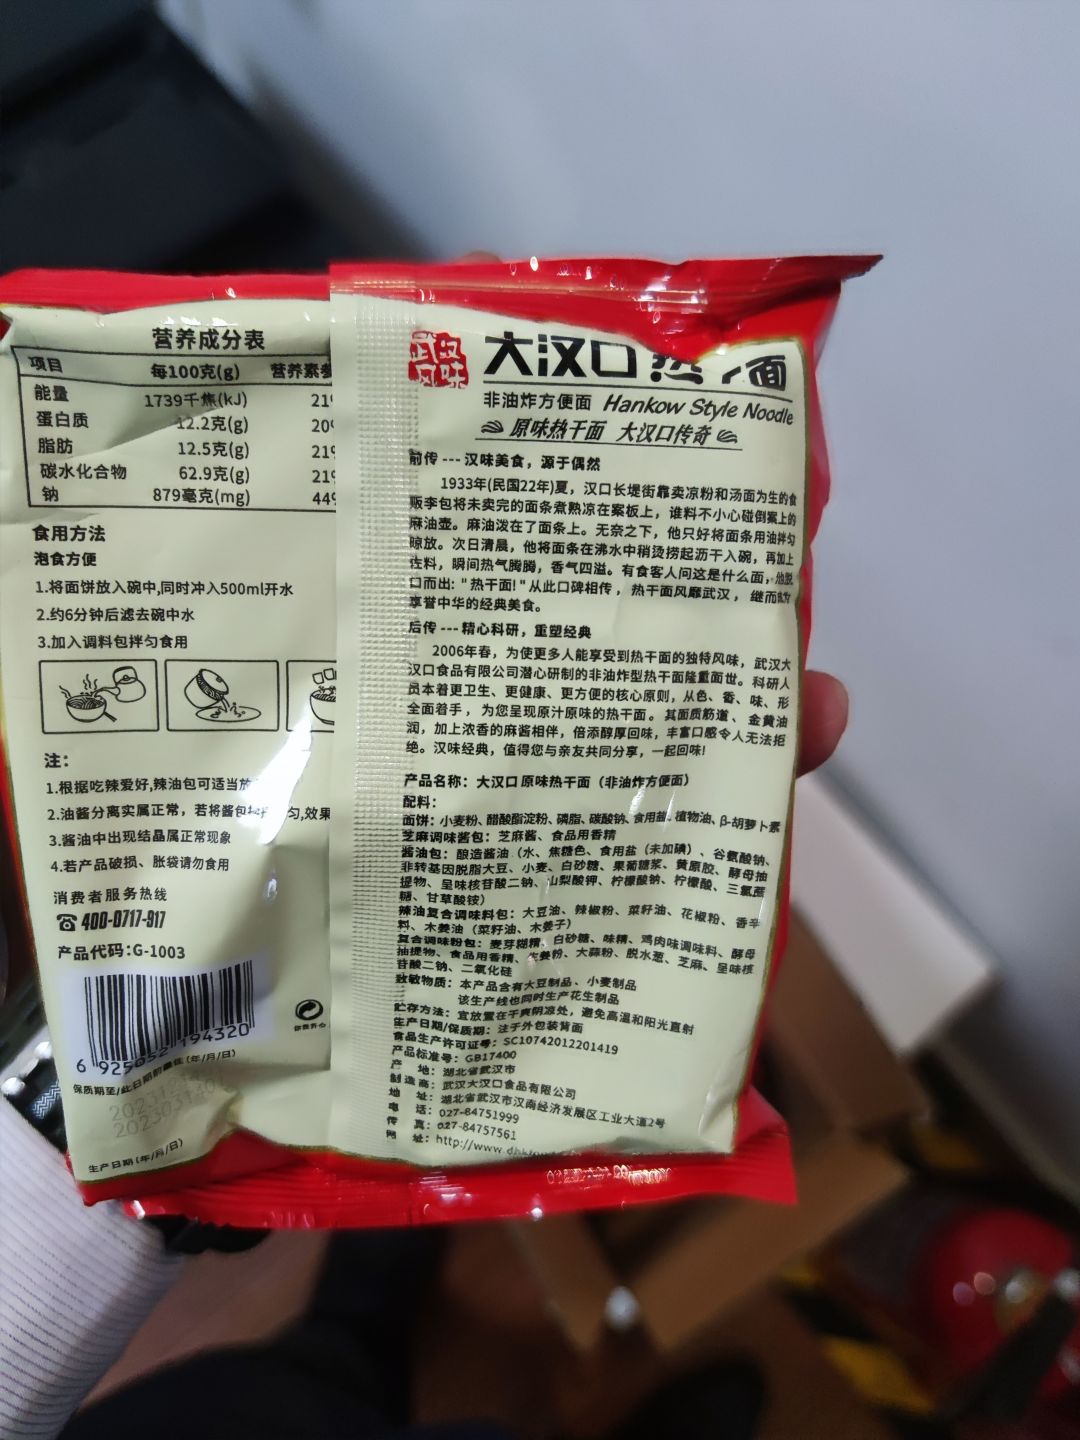 营养成分表
项目 每100克(g) 营养素参
能量 1739千焦(kJ) 21%
蛋白质 12.2克(g) 20%
脂肪 12.5克(g) 21%
碳水化合物 62.9克(g) 21%
钠 879毫克(mg) 44%
食用方法
泡食方便
1.将面饼放入碗中,同时冲入500ml开水
2.约6分钟后滤去碗中水
3.加入调料包拌匀食用
注:
1.根据吃辣爱好,辣油包可适当放
2.油酱分离实属正常，若将酱包 匀,效果
3.酱油中出现结晶属正常现象
4.若产品破损、胀袋请勿食用
消费者服务热线
400-0717-917
产品代码:G-1003
6 925052 194320
保质期至/此日期前最佳（年/月/日）
生产日期(年/月/日)
武汉风味
大汉口热干面
非油炸方便面 Hankow Style Noodle
原味热干面 大汉口传奇
前传---汉味美食，源于偶然
1933年(民国22年)夏，汉口长堤街靠卖凉粉和汤面为生的食
贩李包将未卖完的面条煮熟凉在案板上，谁料不小心碰倒案上的
麻油壶。麻油泼在了面条上。无奈之下，他只好将面条用油拌匀
晾放。次日清晨，他将面条在沸水中稍烫捞起沥干入碗，再加上
佐料，瞬间热气腾腾，香气四溢。有食客人问这是什么面，他脱
口而出:"热干面!"从此口碑相传，热干面风靡武汉，继而成为
享誉中华的经典美食。
后传---精心科研，重塑经典
2006年春，为使更多人能享受到热干面的独特风味，武汉大
汉口食品有限公司潜心研制的非油炸型热干面隆重面世。科研人
员本着更卫生、更健康、更方便的核心原则，从色、香、味、形
全面着手，为您呈现原汁原味的热干面。其面质筋道、金黄油
润，加上浓香的麻酱相伴，倍添醇厚回味，丰富口感令人无法拒
绝。汉味经典，值得您与亲友共同分享，一起回味!
产品名称：大汉口原味热干面（非油炸方便面）
配料：
面饼：小麦粉、醋酸酯淀粉、磷脂、碳酸钠、食用盐、植物油、β-胡萝卜素
芝麻调味酱包：芝麻酱、食品用香精
酱油包：酿造酱油（水、焦糖色、食用盐（未加碘）、谷氨酸钠、
非转基因脱脂大豆、小麦、白砂糖、果葡糖浆、黄原胶、酵母抽
提物、呈味核苷酸二钠、山梨酸钾、柠檬酸钠、柠檬酸、三氯蔗
糖、甘草酸铵）
辣油复合调味料包：大豆油、辣椒粉、菜籽油、花椒粉、香辛
料、木姜油（菜籽油、木姜子）
复合调味粉包：麦芽糊精、白砂糖、味精、鸡肉味调味料、酵母
抽提物、食品用香精、生姜粉、大蒜粉、脱水葱、芝麻、呈味核
苷酸二钠、二氧化硅
致敏物质：本产品含有大豆制品、小麦制品
该生产线也同时生产花生制品
贮存方法：宜放置在干爽阴凉处，避免高温和阳光直射
生产日期/保质期：注于外包装背面
食品生产许可证号：SC10742012201419
产品标准号：GB17400
产 地：湖北省武汉市
制造商：武汉大汉口食品有限公司
地 址：湖北省武汉市汉南经济发展区工业大道2号
电 话：027-84751999
传 真：027-84757561
网 址：http://www.